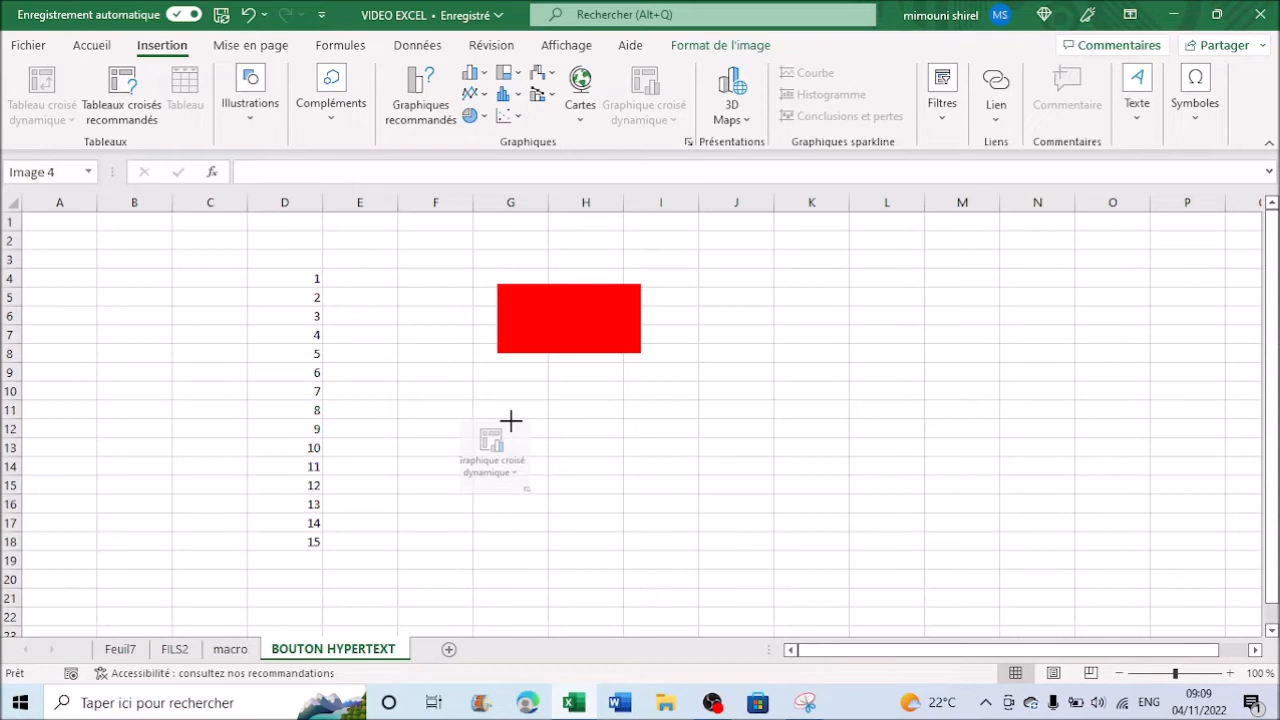 Enregistrement automatique
VIDEO EXCEL • Enregistré
Rechercher (Alt+Q)
mimouni shirel MS
Fichier Accueil Insertion Mise en page Formules Données Révision Affichage Aide Format de l'image
Commentaires Partager
Tableau croisé dynamique
Tableaux croisés recommandés
Tableau
Tableaux
Illustrations
Compléments
Graphiques recommandés
Cartes
Graphique croisé dynamique
Graphiques
3D Maps
Présentations
Courbe
Histogramme
Conclusions et pertes
Graphiques sparkline
Filtres
Lien
Liens
Commentaire
Commentaires
Texte
Symboles
Image 4
fx
A B C D E F G H I J K L M N O P
1
2
3
4 1
5 2
6 3
7 4
8 5
9 6
10 7
11 8
12 9
13 10
14 11
15 12
16 13
17 14
18 15
19
20
21
22
23
Graphique croisé
dynamique
Feuil7 FILS2 macro BOUTON HYPERTEXT
Prêt
Accessibilité : consultez nos recommandations
100 %
Taper ici pour rechercher
22°C
ENG
09:09
04/11/2022
1